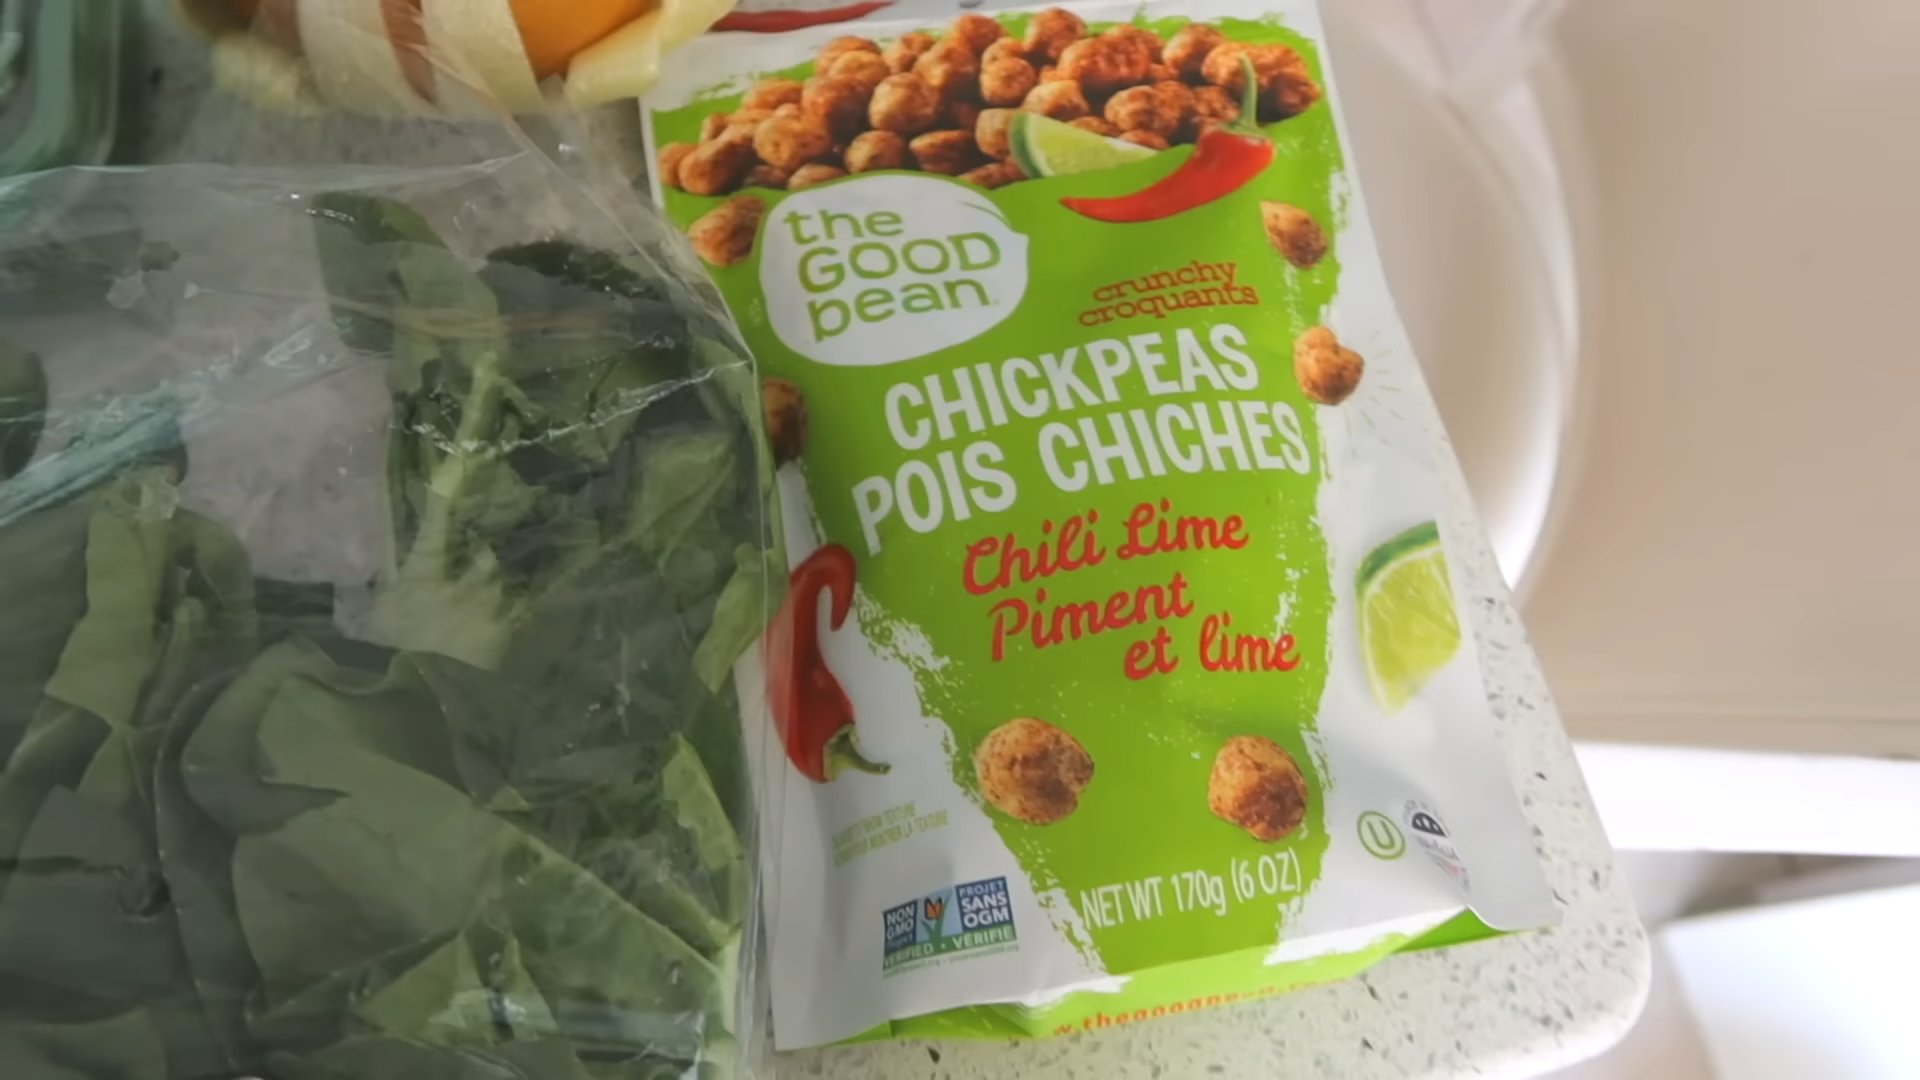 the
GOOD
bean
crunchy
croquants
CHICKPEAS
POIS CHICHES
Chili Lime
Piment
et lime
U
NON
GMO
PROJET
SANS
OGM
VERIFIED • VÉRIFIÉ
NET WT 170g (6 OZ)